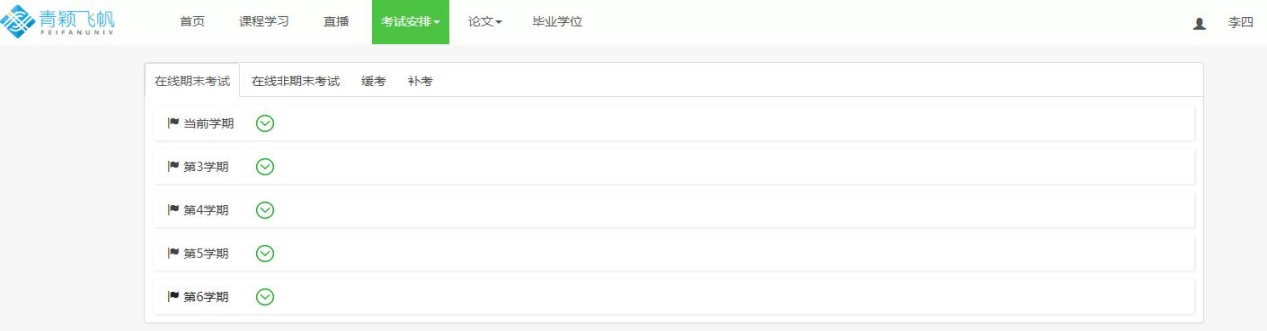 青颖飞帆
FEIFANUNIV
首页 课程学习 直播 考试安排 论文 毕业学位 李四
在线期末考试 在线非期末考试 缓考 补考
当前学期
第3学期
第4学期
第5学期
第6学期